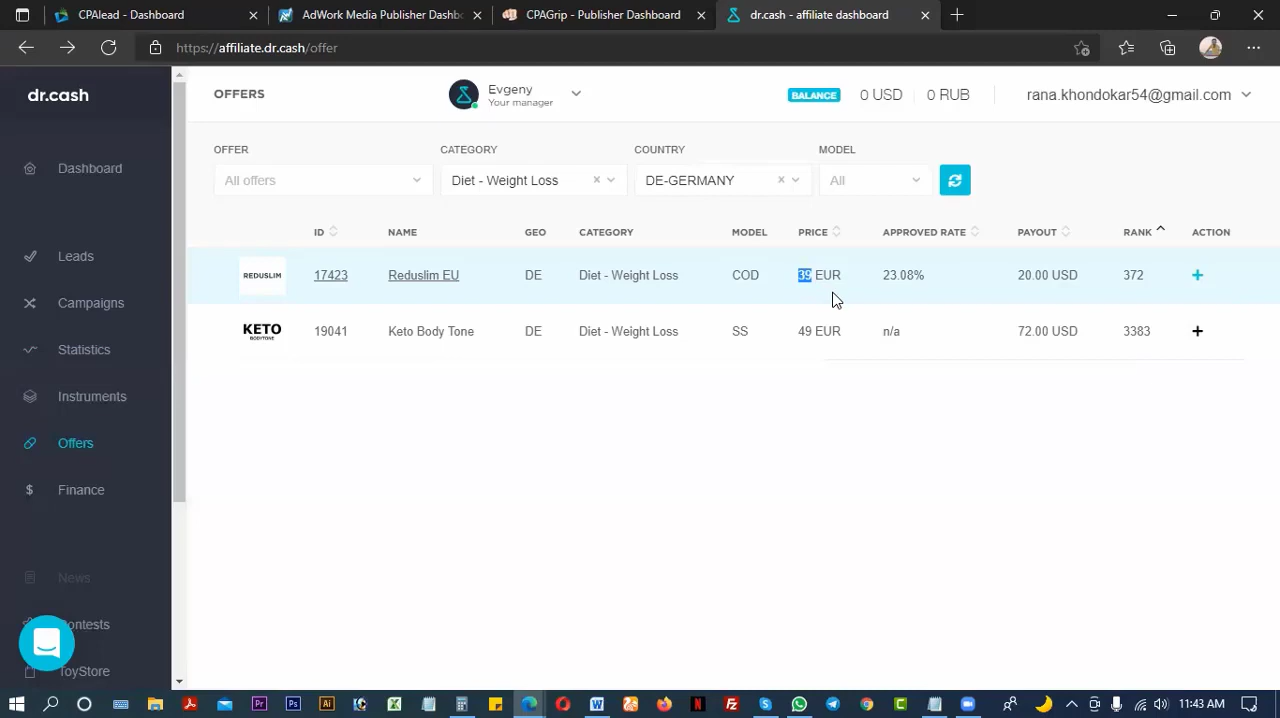 CPAlead - Dashboard
AdWork Media Publisher Dashb
CPAGrip - Publisher Dashboard
dr.cash - affiliate dashboard
https://affiliate.dr.cash/offer
dr.cash
OFFERS
Evgeny
Your manager
BALANCE
0 USD
0 RUB
rana.khondokar54@gmail.com
Dashboard
Leads
Campaigns
Statistics
Instruments
Offers
$ Finance
News
ontests
ToyStore
OFFER CATEGORY COUNTRY MODEL
All offers Diet - Weight Loss × DE-GERMANY × All
ID NAME GEO CATEGORY MODEL PRICE APPROVED RATE PAYOUT RANK ACTION
REDUSLIM 17423 Reduslim EU DE Diet - Weight Loss COD 39 EUR 23.08% 20.00 USD 372 +
KETO
BODYTONE
19041 Keto Body Tone DE Diet - Weight Loss SS 49 EUR n/a 72.00 USD 3383 +
Pr Ps Ai
11:43 AM